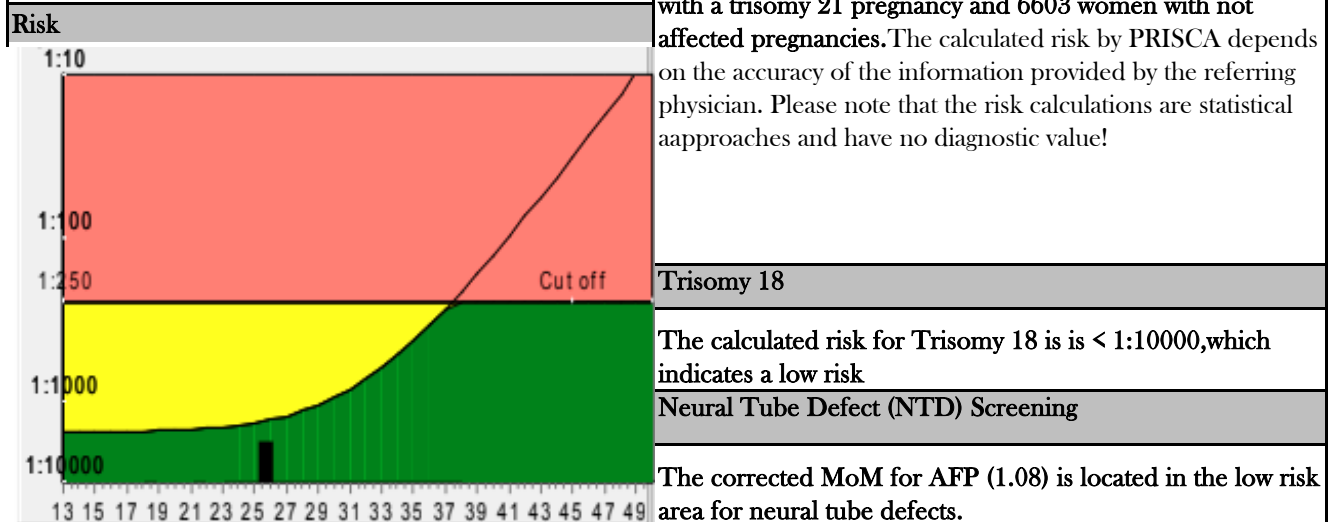 Risk
1:10
1:100
1:250
Cut off
1:1000
1:10000
13 15 17 19 21 23 25 27 29 31 33 35 37 39 41 43 45 47 49
with a trisomy 21 pregnancy and 6603 women with not
affected pregnancies.The calculated risk by PRISCA depends
on the accuracy of the information provided by the referring
physician. Please note that the risk calculations are statistical
aapproaches and have no diagnostic value!
Trisomy 18
The calculated risk for Trisomy 18 is is < 1:10000,which
indicates a low risk
Neural Tube Defect (NTD) Screening
The corrected MoM for AFP (1.08) is located in the low risk
area for neural tube defects.